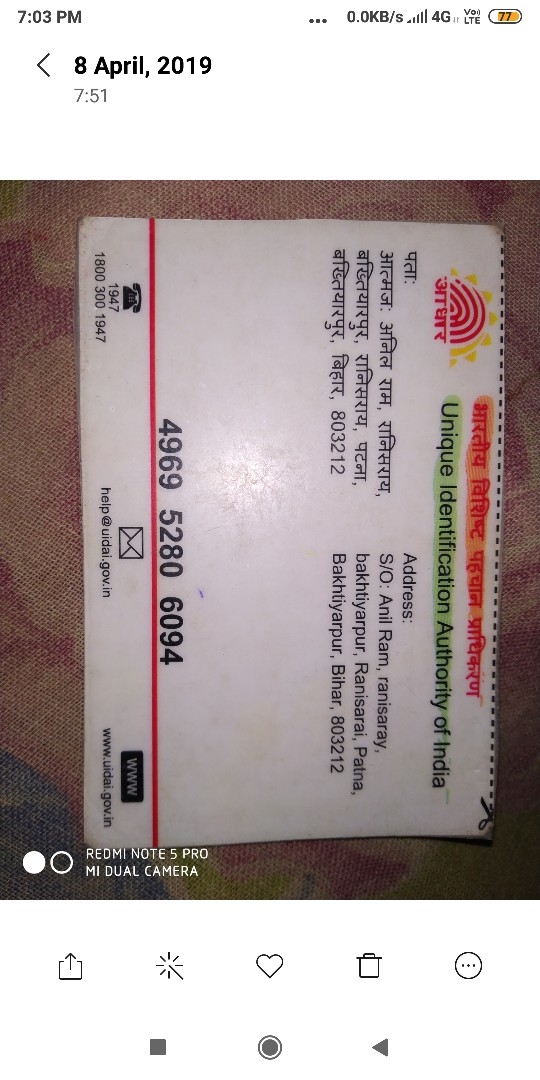 7:03 PM
... 0.0KB/s 4G Vo) LTE 77
8 April, 2019
7:51
भारतीय विशिष्ट पहचान प्राधिकरण
Unique Identification Authority of India
आधार
पता:
आत्मज: अनिल राम, रानिसराय,
बख्तियारपुर, रानिसराय, पटना,
बख्तियारपुर, बिहार, 803212
Address:
S/O: Anil Ram, ranisaray,
bakhtiyarpur, Ranisarai, Patna,
Bakhtiyarpur, Bihar, 803212
4969 5280 6094
1947
1800 300 1947
help@uidai.gov.in
WWW
www.uidai.gov.in
REDMI NOTE 5 PRO
MI DUAL CAMERA